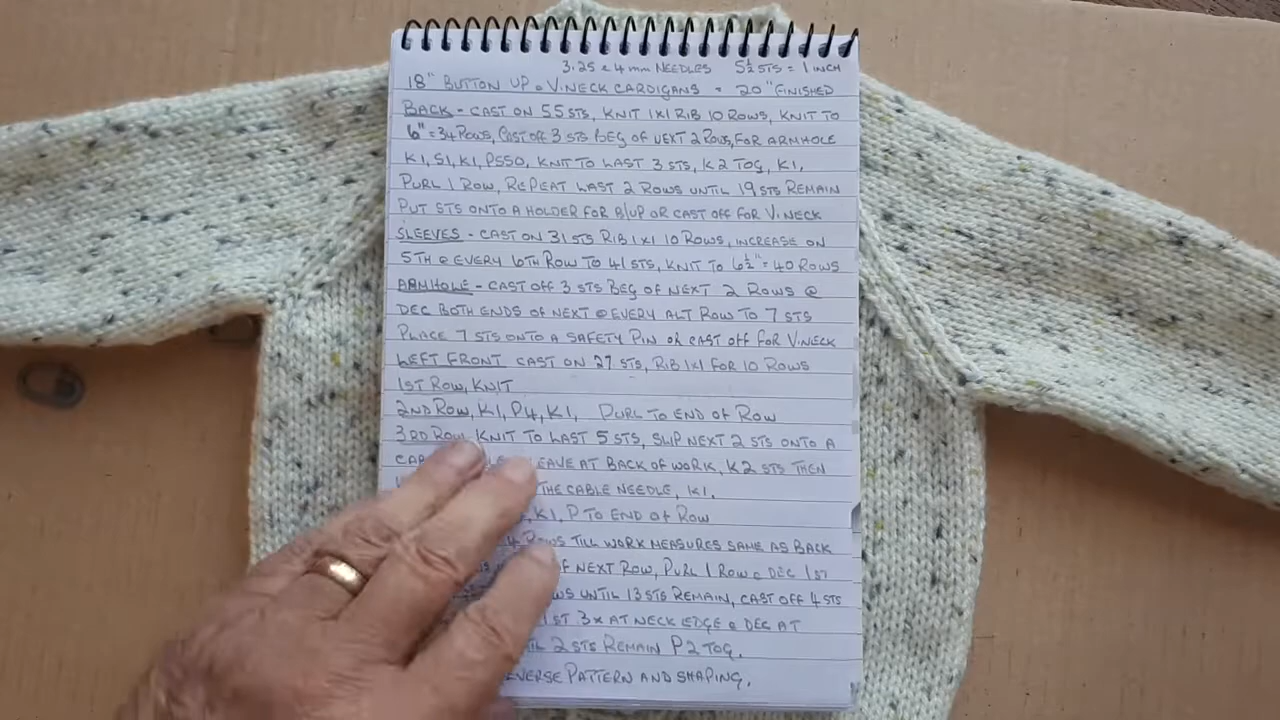 3.25 & 4 mm NEEDLES 5½ STS = 1 INCH
18" BUTTON UP & V.NECK CARDIGANS = 20" FINISHED
BACK - CAST ON 55 STS, KNIT 1X1 RIB 10 ROWS, KNIT TO
6" = 34 ROWS, CAST OFF 3 STS BEG OF NEXT 2 ROWS, FOR ARMHOLE
K1, S1, K1, PSSO, KNIT TO LAST 3 STS, K2 TOG, K1,
PURL 1 ROW, REPEAT LAST 2 ROWS UNTIL 19 STS REMAIN
PUT STS ONTO A HOLDER FOR B/UP OR CAST OFF FOR V.NECK
SLEEVES - CAST ON 31 STS RIB 1X1 10 ROWS, INCREASE ON
5TH & EVERY 6TH ROW TO 41 STS, KNIT TO 6½" = 40 ROWS
ARMHOLE - CAST OFF 3 STS BEG OF NEXT 2 ROWS &
DEC BOTH ENDS OF NEXT & EVERY ALT ROW TO 7 STS
PLACE 7 STS ONTO A SAFETY PIN OR CAST OFF FOR V.NECK
LEFT FRONT CAST ON 27 STS, RIB 1X1 FOR 10 ROWS
1ST ROW, KNIT
2ND ROW, K1, P4, K1, PURL TO END OF ROW
3RD ROW, KNIT TO LAST 5 STS, SLIP NEXT 2 STS ONTO A
LEAVE AT BACK OF WORK, K2 STS THEN
THE CABLE NEEDLE, K1,
K1, P TO END OF ROW
4 ROWS TILL WORK MEASURES SAME AS BACK
OF NEXT ROW, PURL 1 ROW & DEC 1ST
UNTIL 13 STS REMAIN, CAST OFF 4 STS
1ST 3X AT NECK EDGE & DEC AT
2 STS REMAIN P2 TOG,
REVERSE PATTERN AND SHAPING,